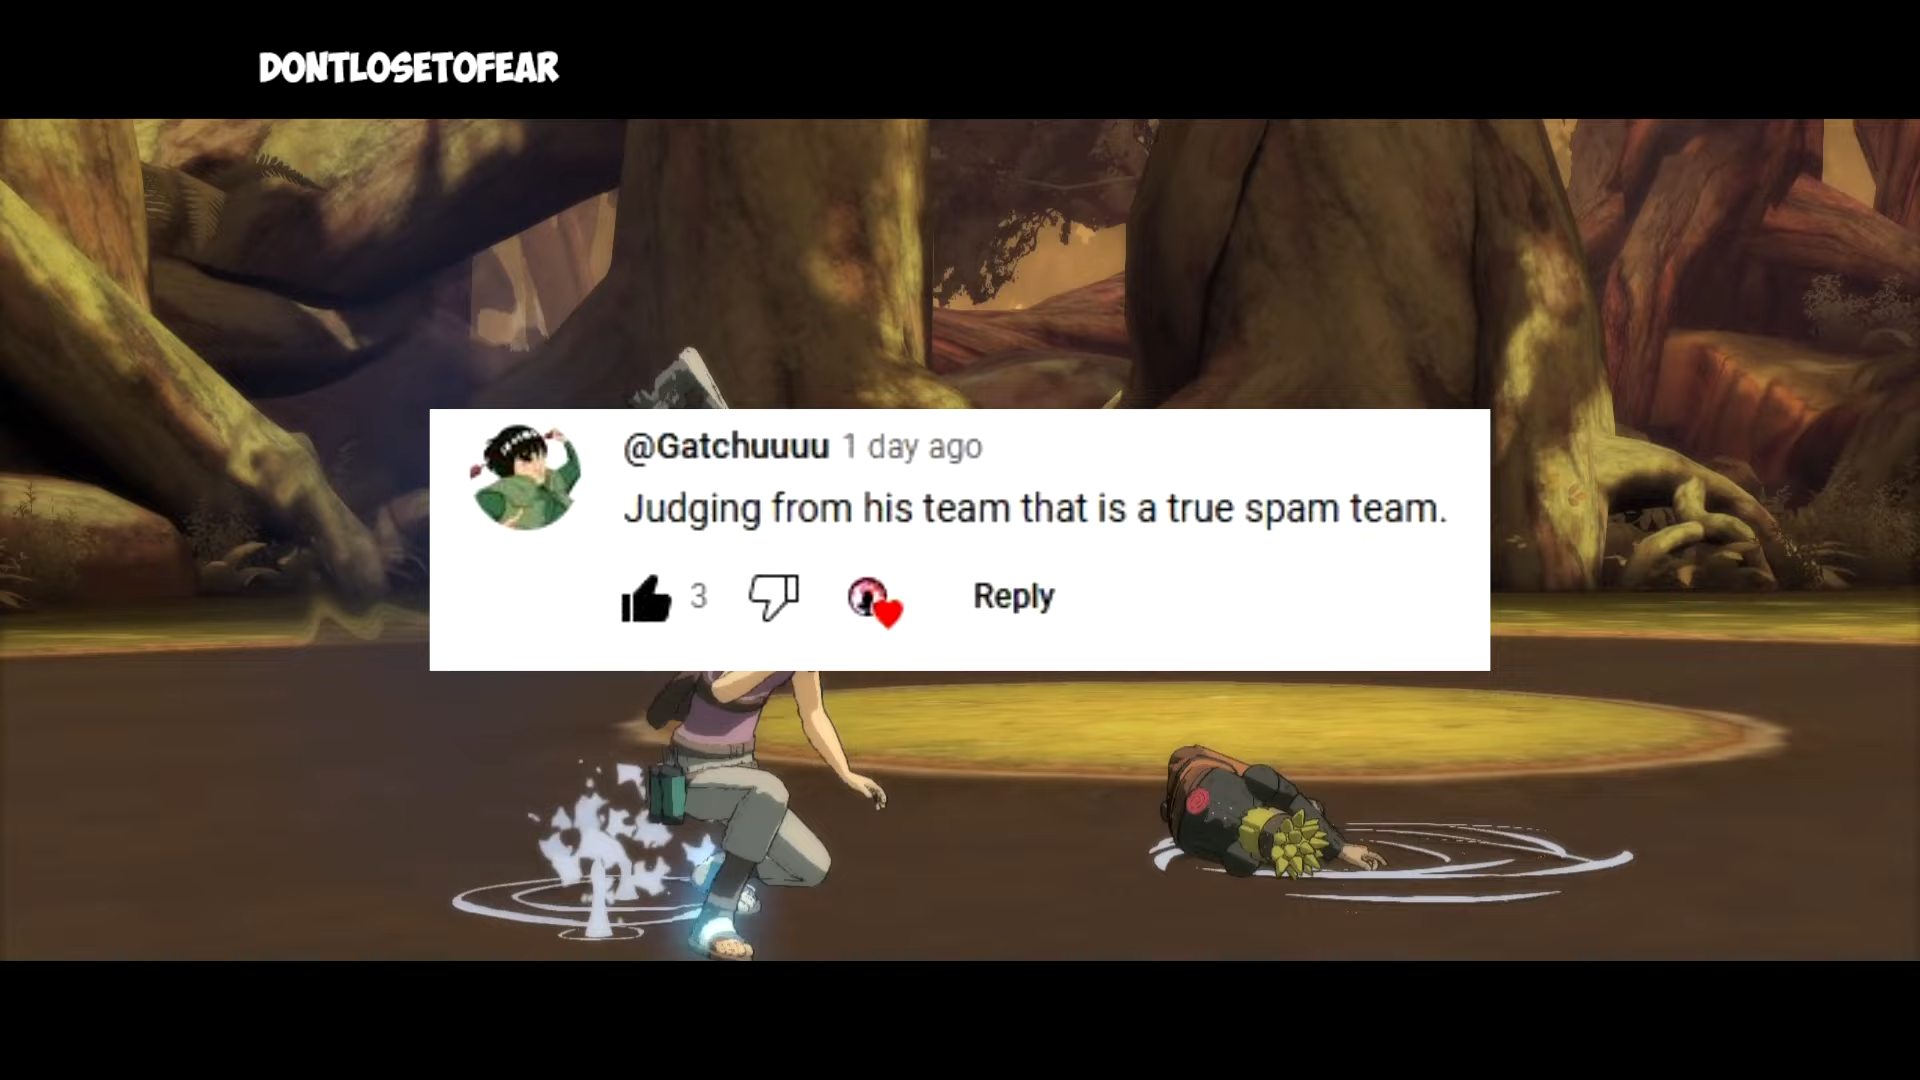 DONTLOSETOFEAR
@Gatchuuuu 1 day ago
Judging from his team that is a true spam team.
3 Reply